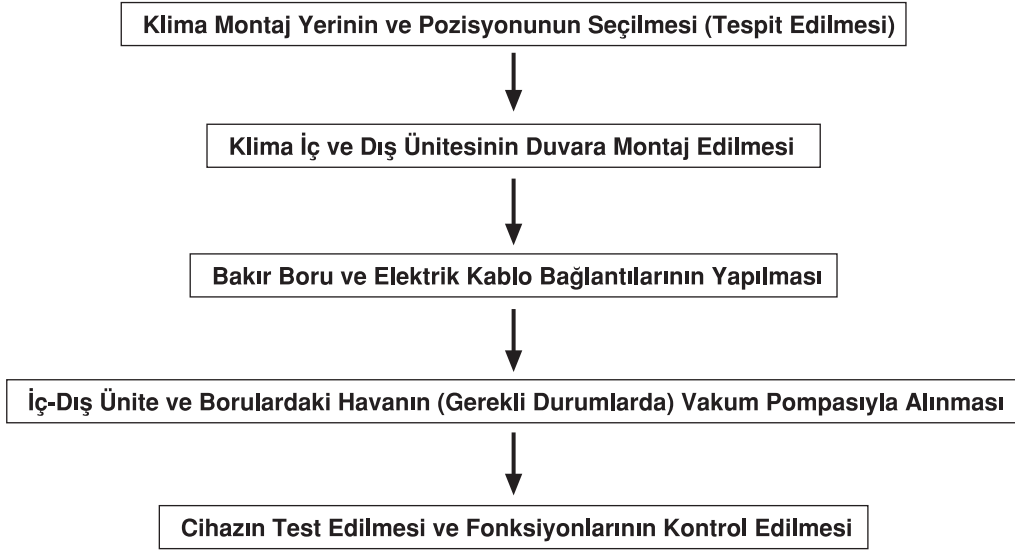 Klima Montaj Yerinin ve Pozisyonunun Seçilmesi (Tespit Edilmesi)
Klima İç ve Dış Ünitesinin Duvara Montaj Edilmesi
Bakır Boru ve Elektrik Kablo Bağlantılarının Yapılması
İç-Dış Ünite ve Borulardaki Havanın (Gerekli Durumlarda) Vakum Pompasıyla Alınması
Cihazın Test Edilmesi ve Fonksiyonlarının Kontrol Edilmesi